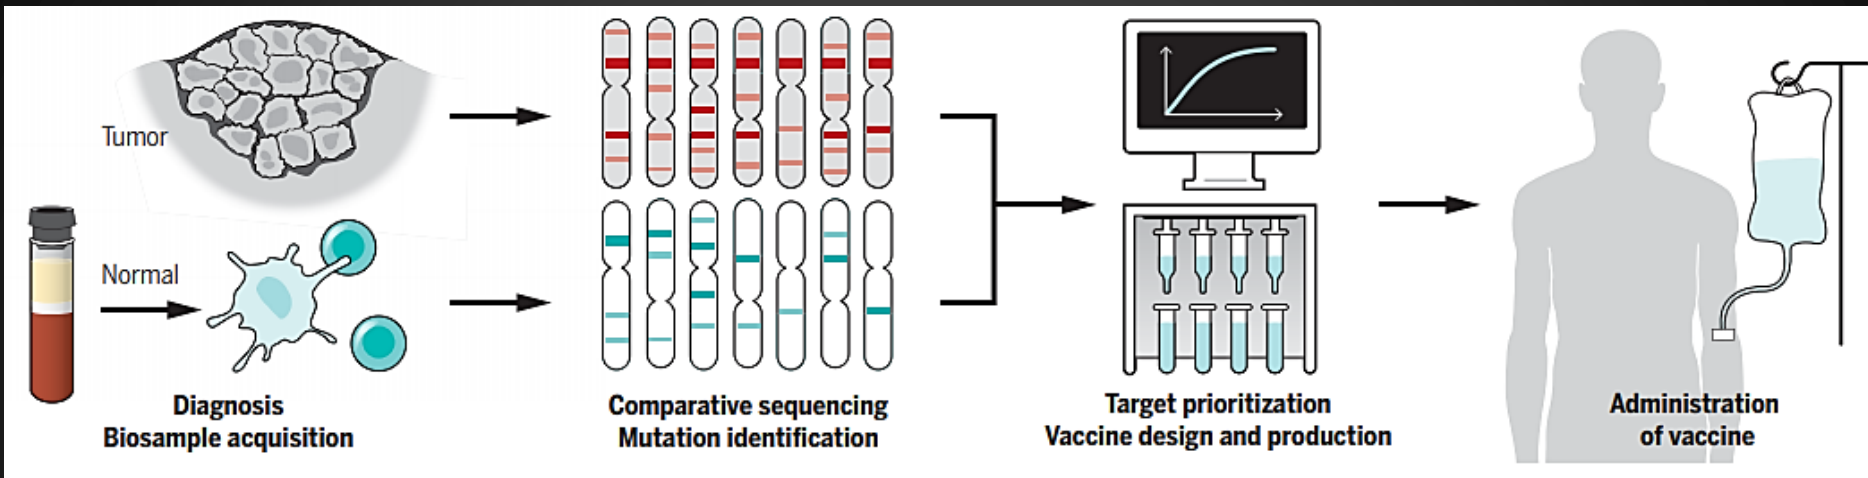 Tumor
Normal
Diagnosis
Biosample acquisition
Comparative sequencing
Mutation identification
Target prioritization
Vaccine design and production
Administration
of vaccine